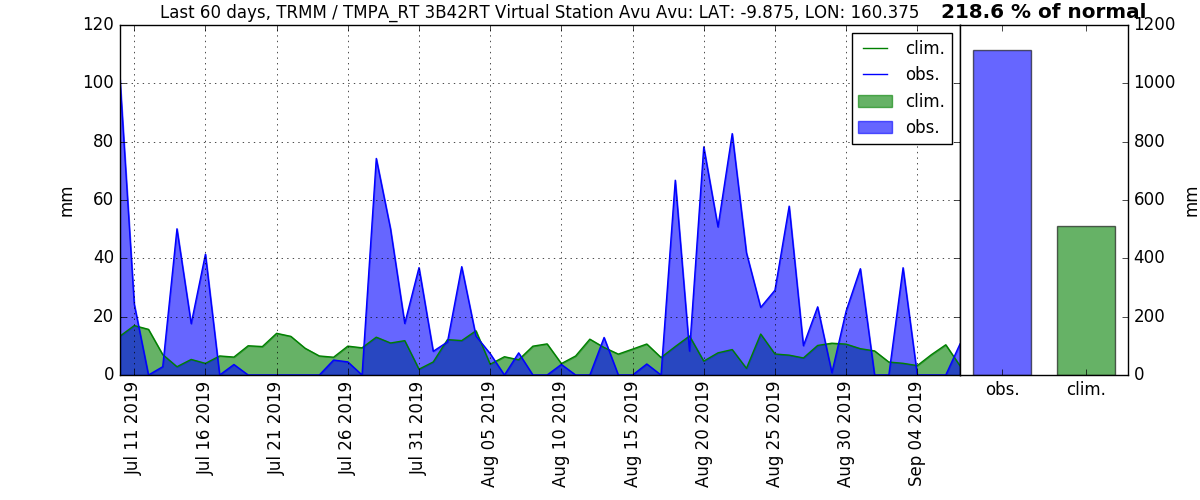 Last 60 days, TRMM / TMPA_RT 3B42RT Virtual Station Avu Avu: LAT: -9.875, LON: 160.375
218.6 % of normal
120
100
80
60
40
20
0
mm
clim.
obs.
clim.
obs.
Jul 11 2019
Jul 16 2019
Jul 21 2019
Jul 26 2019
Jul 31 2019
Aug 05 2019
Aug 10 2019
Aug 15 2019
Aug 20 2019
Aug 25 2019
Aug 30 2019
Sep 04 2019
1200
1000
800
600
400
200
0
mm
obs.
clim.